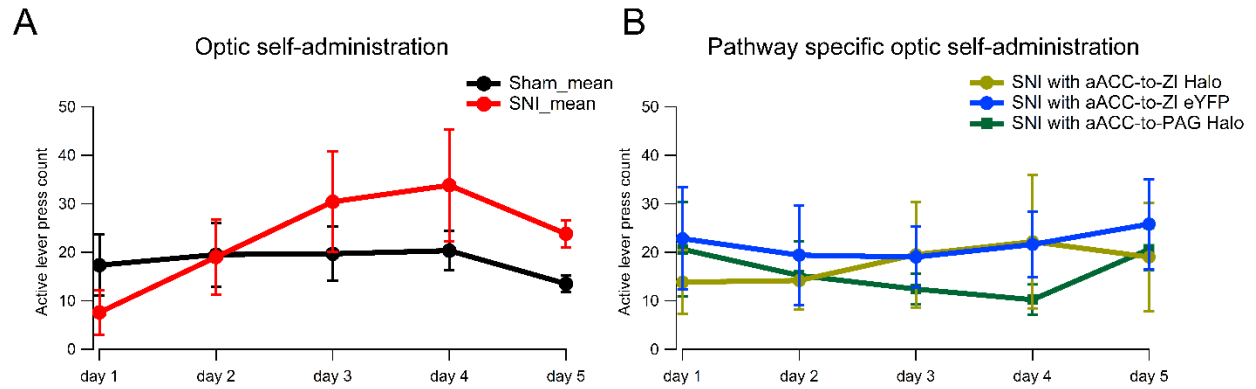 A
Optic self-administration
Sham_mean
SNI_mean
Active lever press count
50
40
30
20
10
0
day 1
day 2
day 3
day 4
day 5
B
Pathway specific optic self-administration
SNI with aACC-to-ZI Halo
SNI with aACC-to-ZI eYFP
SNI with aACC-to-PAG Halo
Active lever press count
50
40
30
20
10
0
day 1
day 2
day 3
day 4
day 5